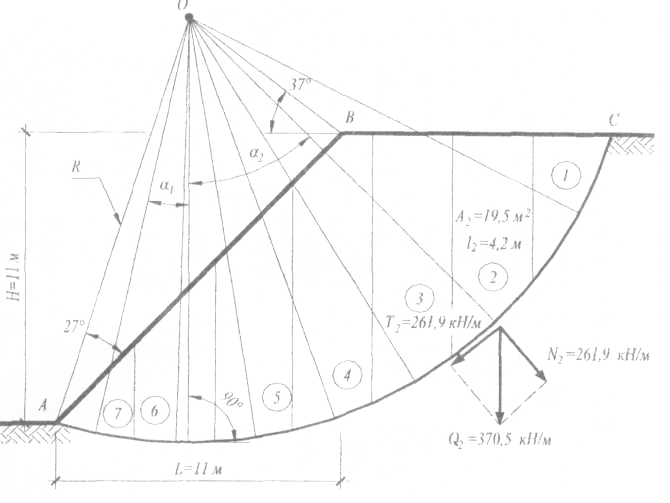 O
37°
B
C
α₂
R
α₁
1
A₂=19,5 м²
l₂=4,2 м
2
H=11 м
3
T₂=261,9 кН/м
27°
N₂=261,9 кН/м
4
A
90°
5
7
6
Q₂=370,5 кН/м
L=11 м